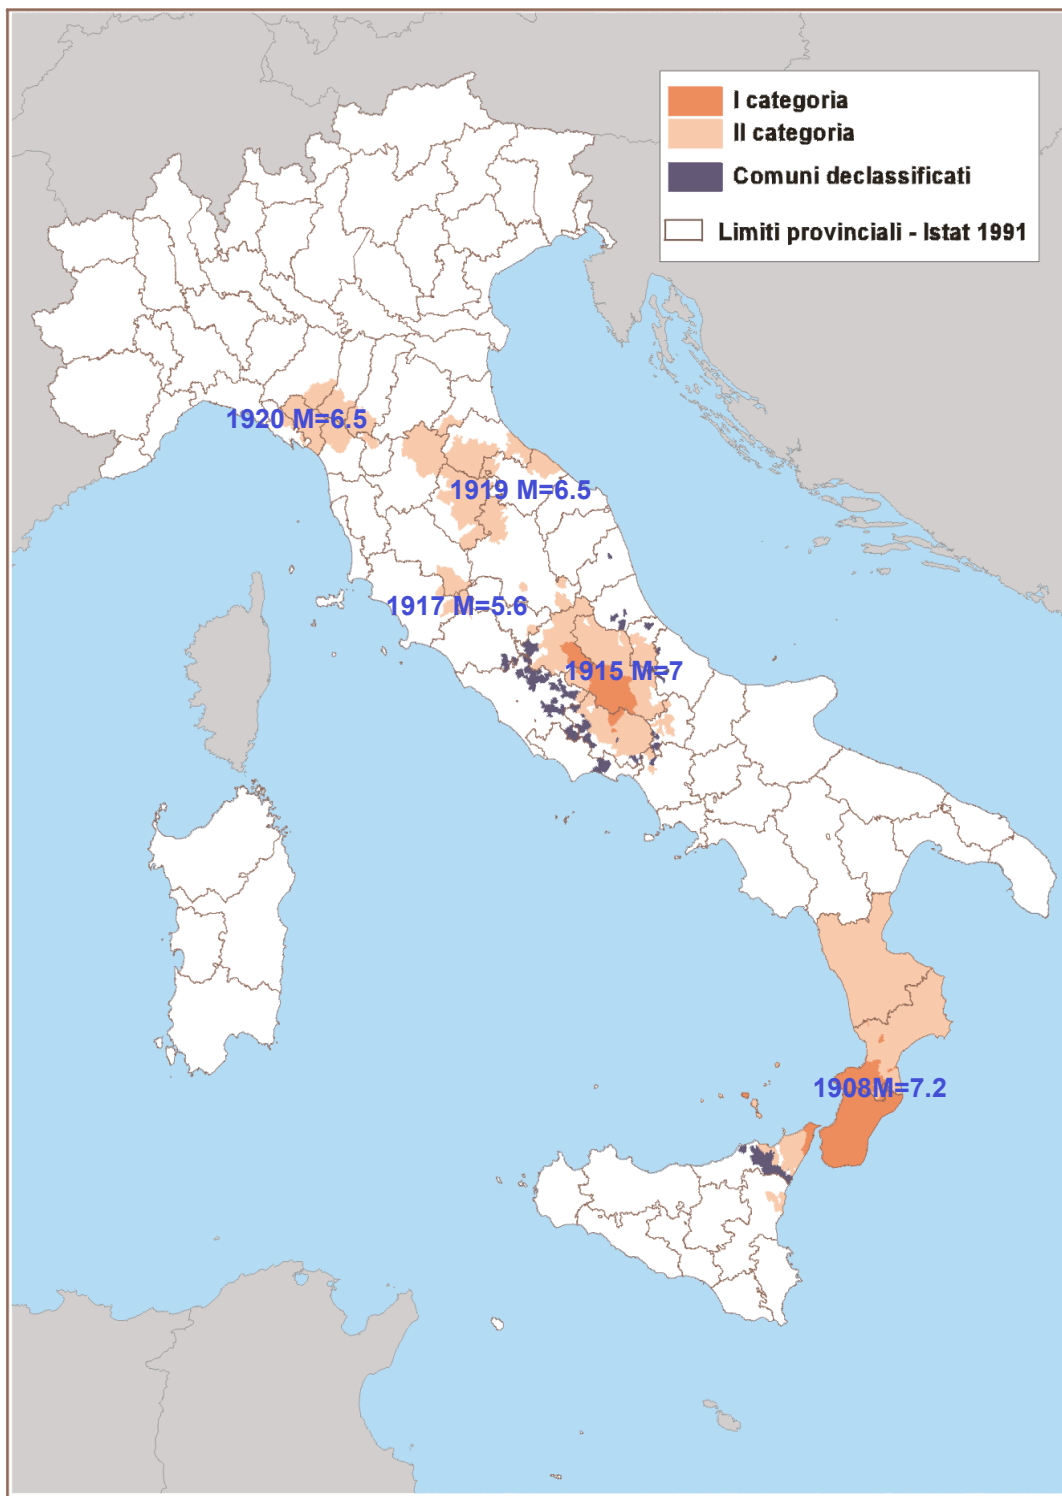 I categoria
II categoria
Comuni declassificati
Limiti provinciali - Istat 1991
1920 M=6.5
1919 M=6.5
1917 M=5.6
1915 M=7
1908M=7.2